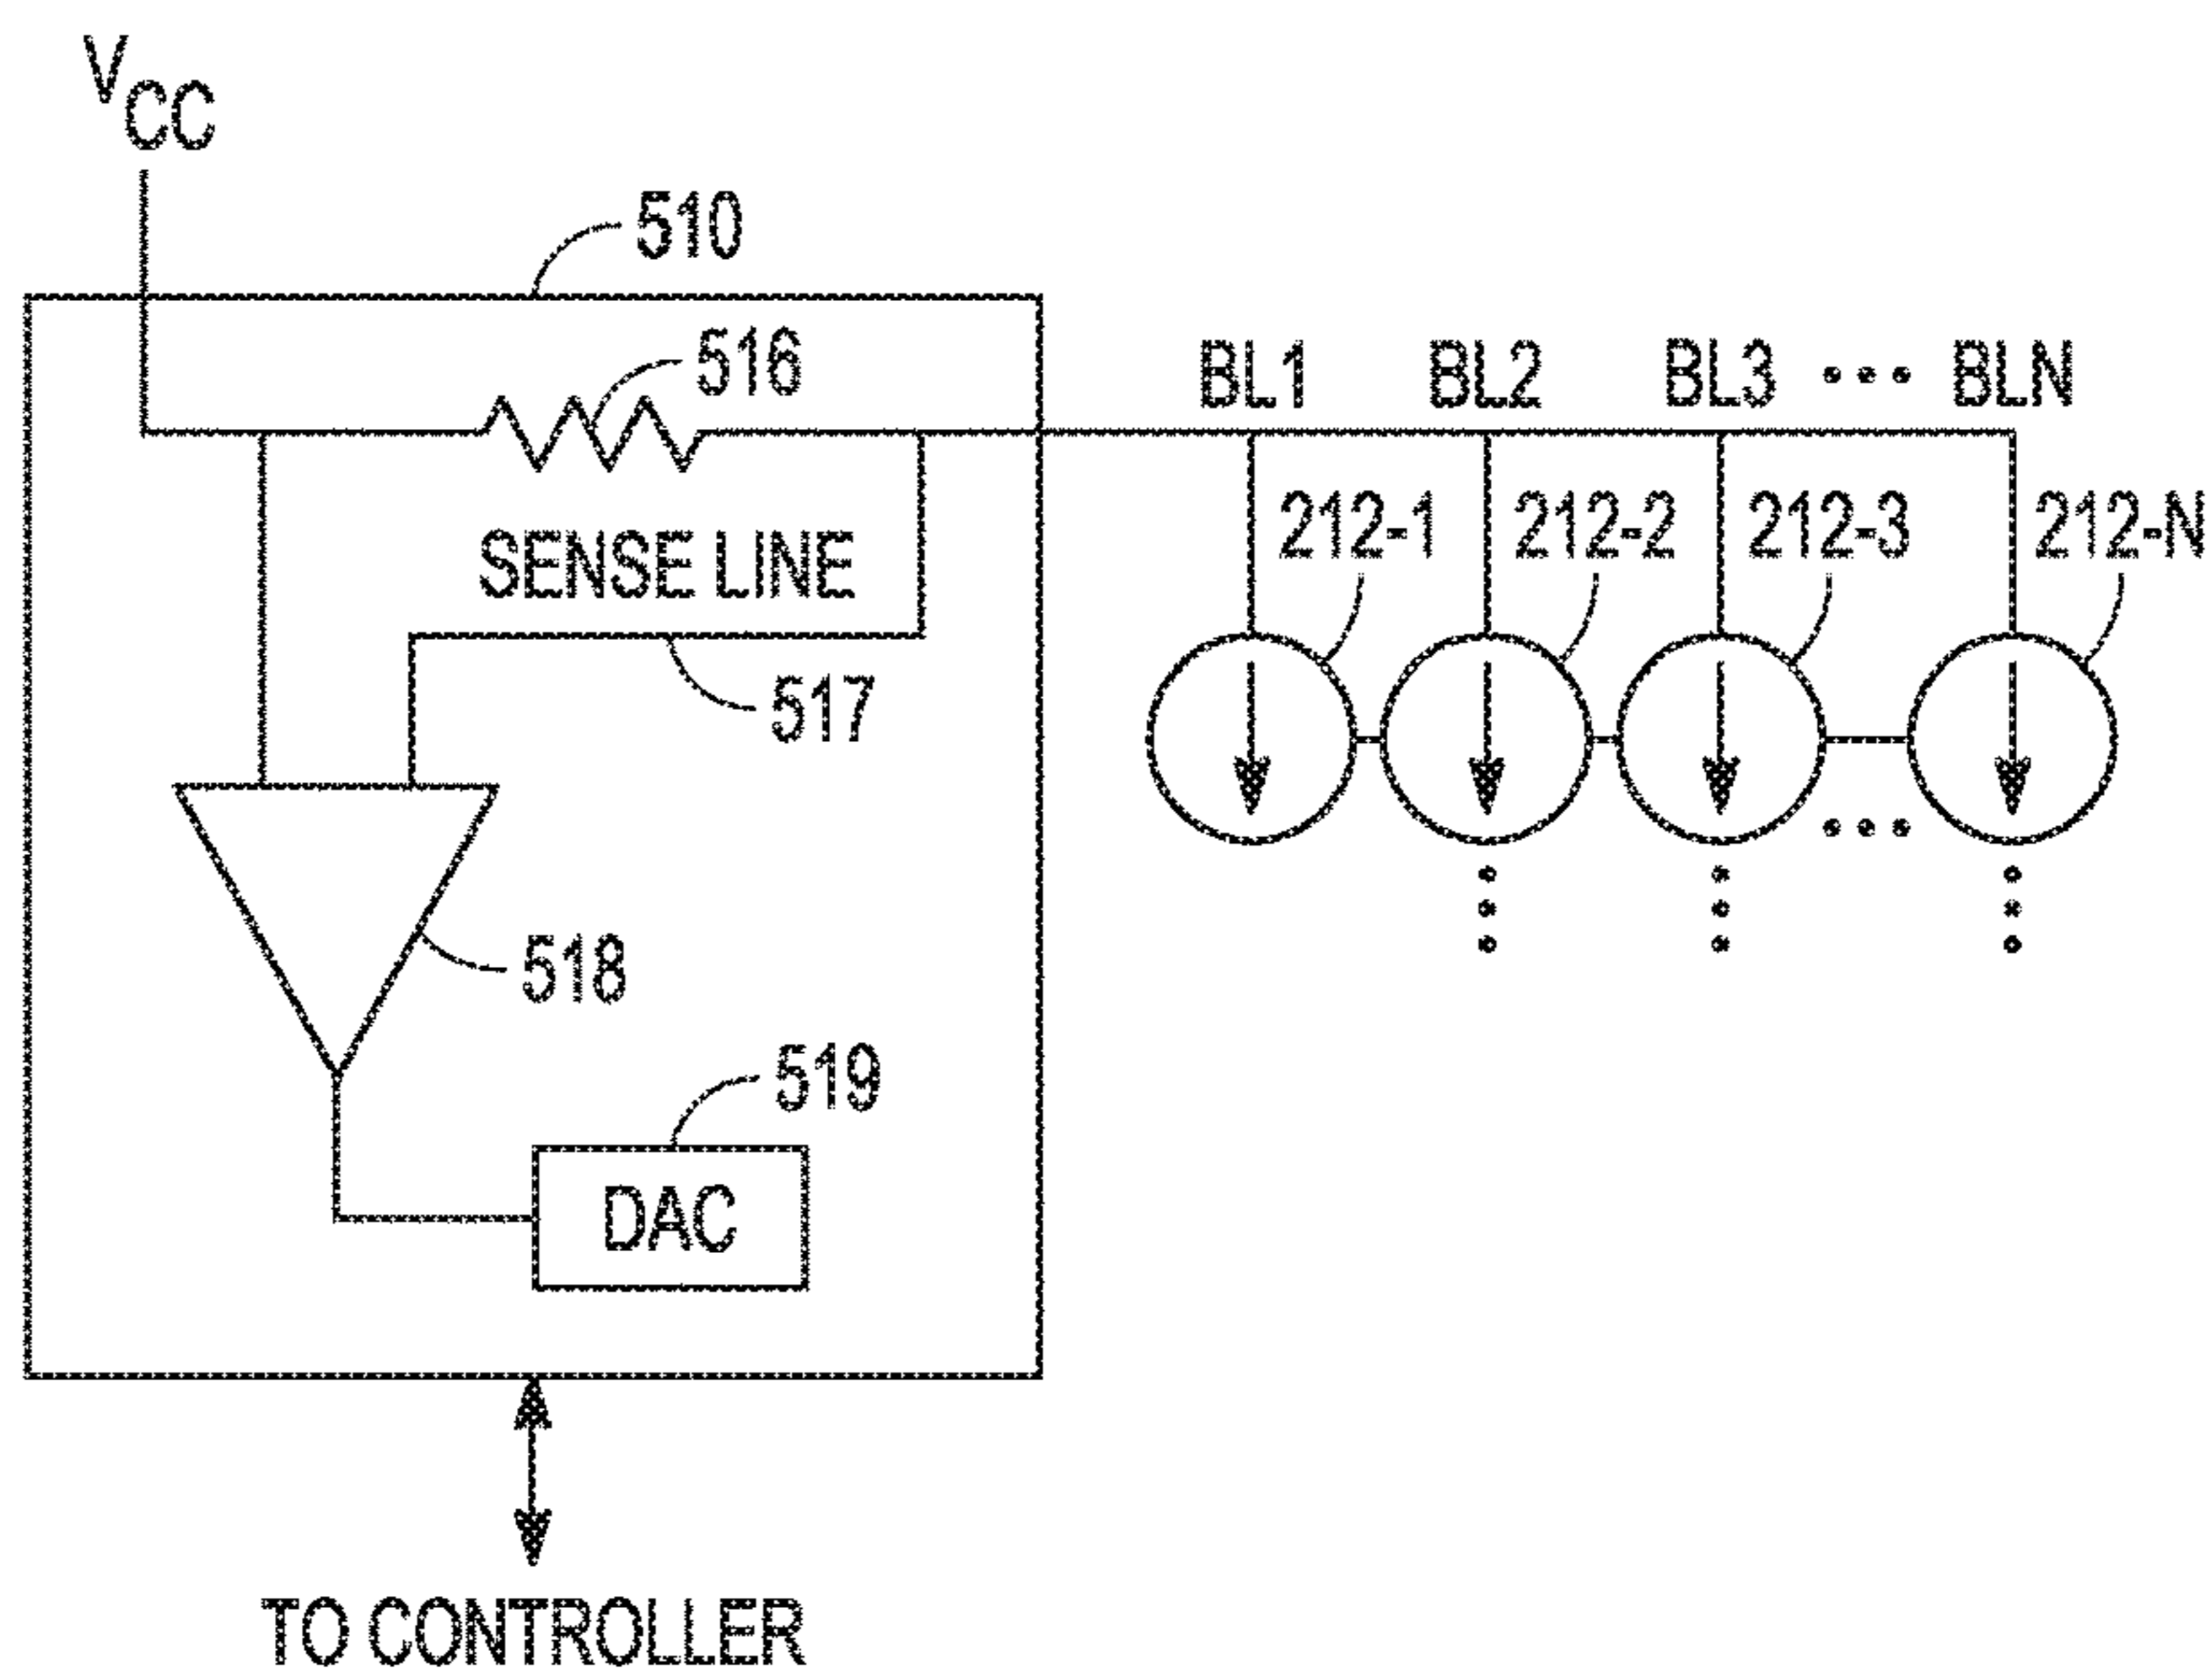 VCC
510
516
BL1 BL2 BL3 ••• BLN
212-1 212-2 212-3 212-N
SENSE LINE
517
•••
518
519
DAC
TO CONTROLLER